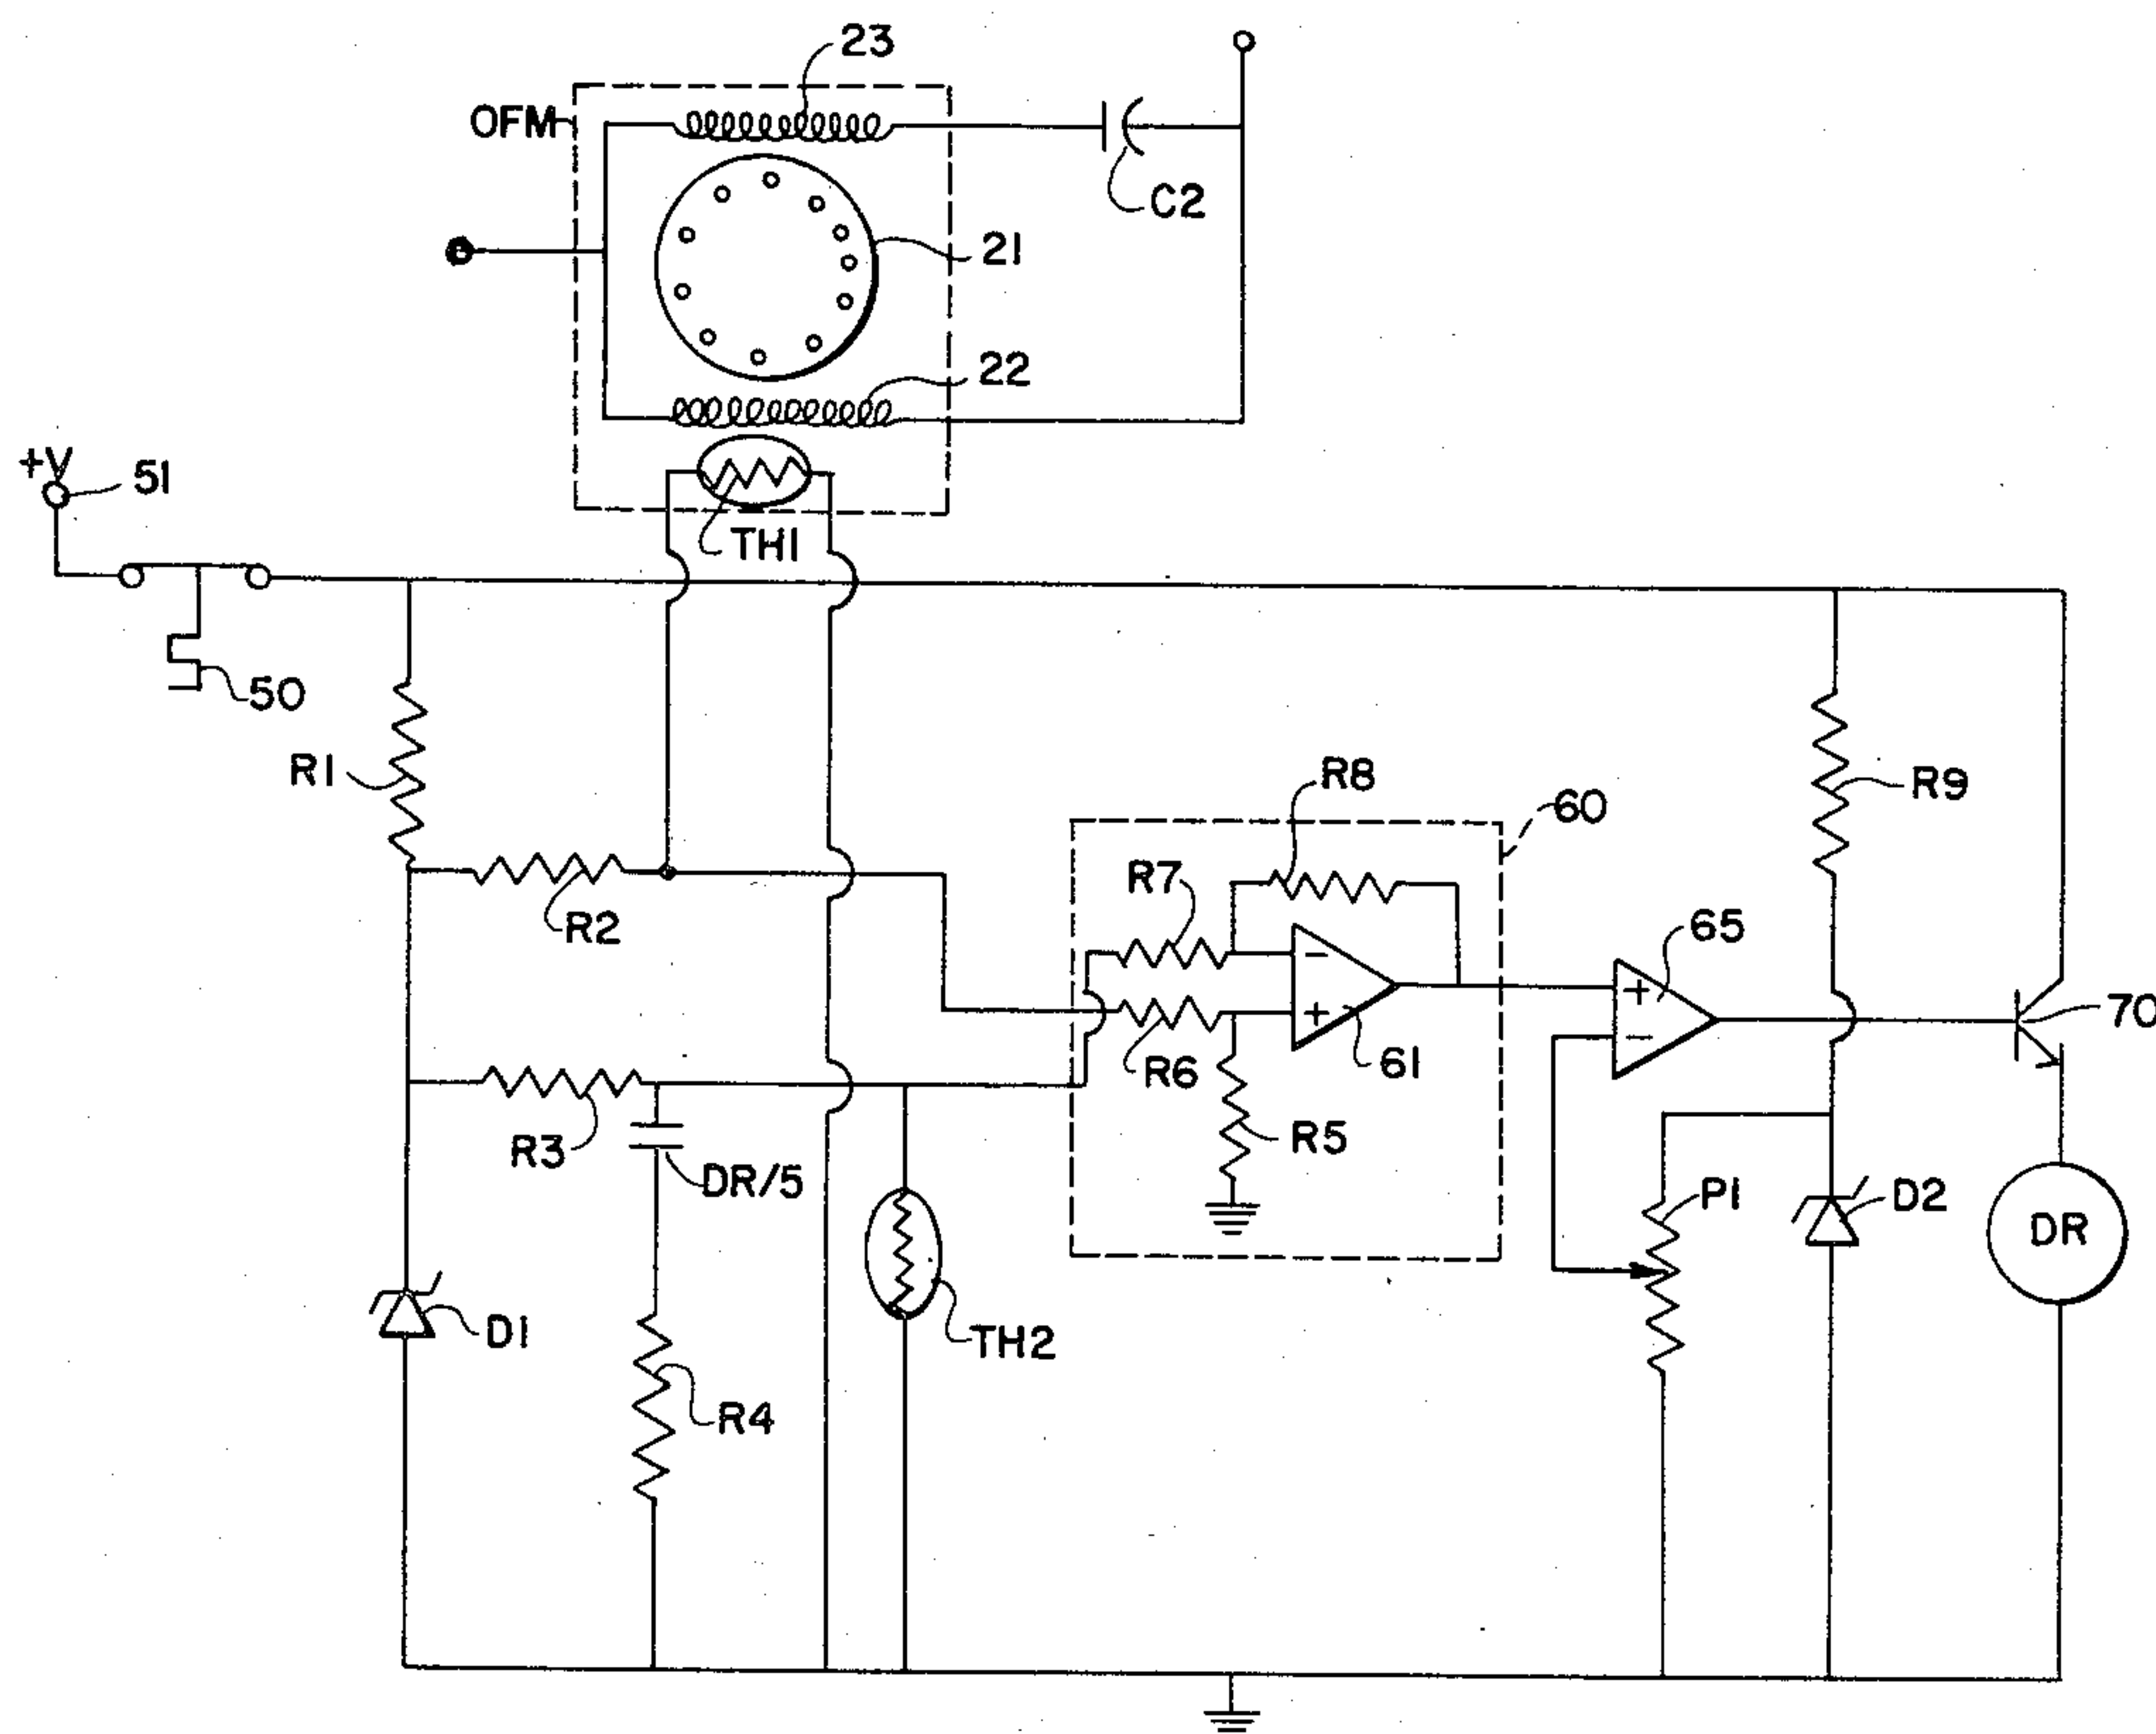 23
OFM
C2
21
22
+V
51
TH1
50
R1
R8
60
R7
R9
R2
65
-
+
+
-
70
R6
61
R3
R5
DR/5
P1
D2
DR
D1
TH2
R4